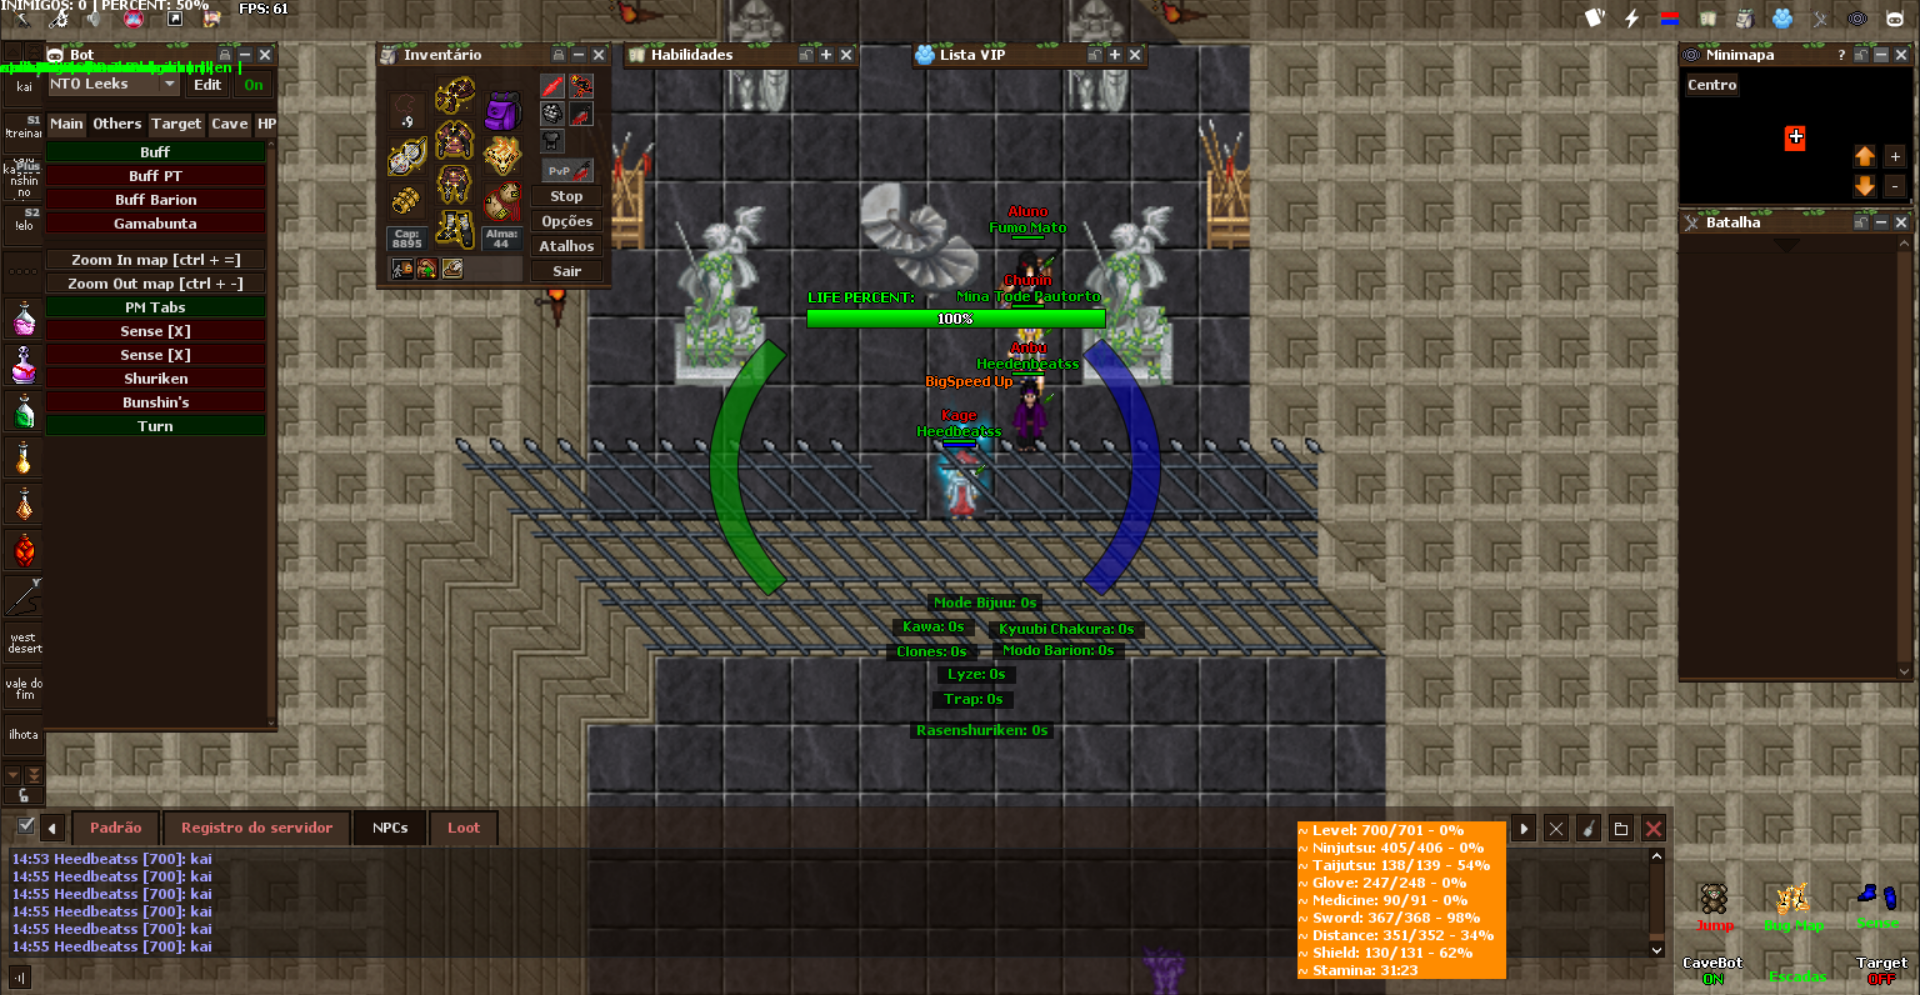 INIMIGOS: 0 | PERCENT: 50%
FPS: 61
Bot
NTO Leeks
Edit
On
Main
Others
Target
Cave
HP
Buff
Buff PT
Buff Barion
Gamabunta
Zoom In map [ctrl + =]
Zoom Out map [ctrl + -]
PM Tabs
Sense [X]
Sense [X]
Shuriken
Bunshin's
Turn
kai
S1
!treinar
Plus
nshin
no
S2
!elo
Y
west
desert
vale do
fim
ilhota
Inventário
.9
PvP
Stop
Opções
Atalhos
Sair
Cap:
8895
Alma:
44
Habilidades
Lista VIP
Aluno
Fumo Mato
Chunin
Mina Tode Pautorto
LIFE PERCENT:
100%
Anbu
Heedenbeatss
BigSpeed Up
Kage
Heedbeatss
Mode Bijuu: 0s
Kawa: 0s
Kyuubi Chakura: 0s
Clones: 0s
Modo Barion: 0s
Lyze: 0s
Trap: 0s
Rasenshuriken: 0s
Minimapa
?
Centro
+
-
Batalha
Padrão
Registro do servidor
NPCs
Loot
14:53 Heedbeatss [700]: kai
14:55 Heedbeatss [700]: kai
14:55 Heedbeatss [700]: kai
14:55 Heedbeatss [700]: kai
14:55 Heedbeatss [700]: kai
14:55 Heedbeatss [700]: kai
~ Level: 700/701 - 0%
~ Ninjutsu: 405/406 - 0%
~ Taijutsu: 138/139 - 54%
~ Glove: 247/248 - 0%
~ Medicine: 90/91 - 0%
~ Sword: 367/368 - 98%
~ Distance: 351/352 - 34%
~ Shield: 130/131 - 62%
~ Stamina: 31:23
Jump
Bug Map
Sense
CaveBot
ON
Escadas
Target
OFF